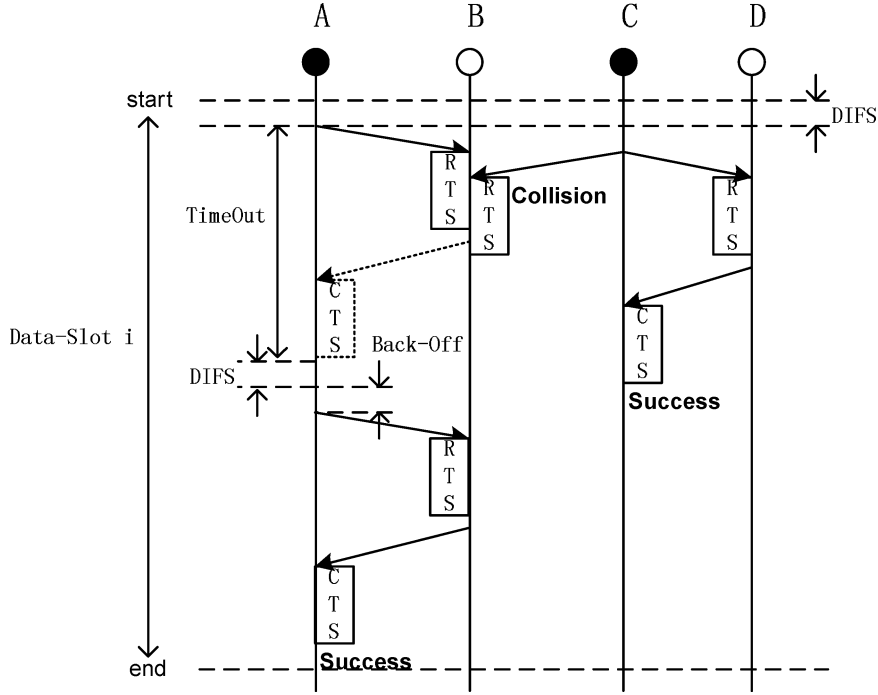 A B C D
start
DIFS
RTS
RTS
Collision
RTS
TimeOut
CTS
CTS
Data-Slot i
Back-Off
DIFS
Success
RTS
CTS
Success
end